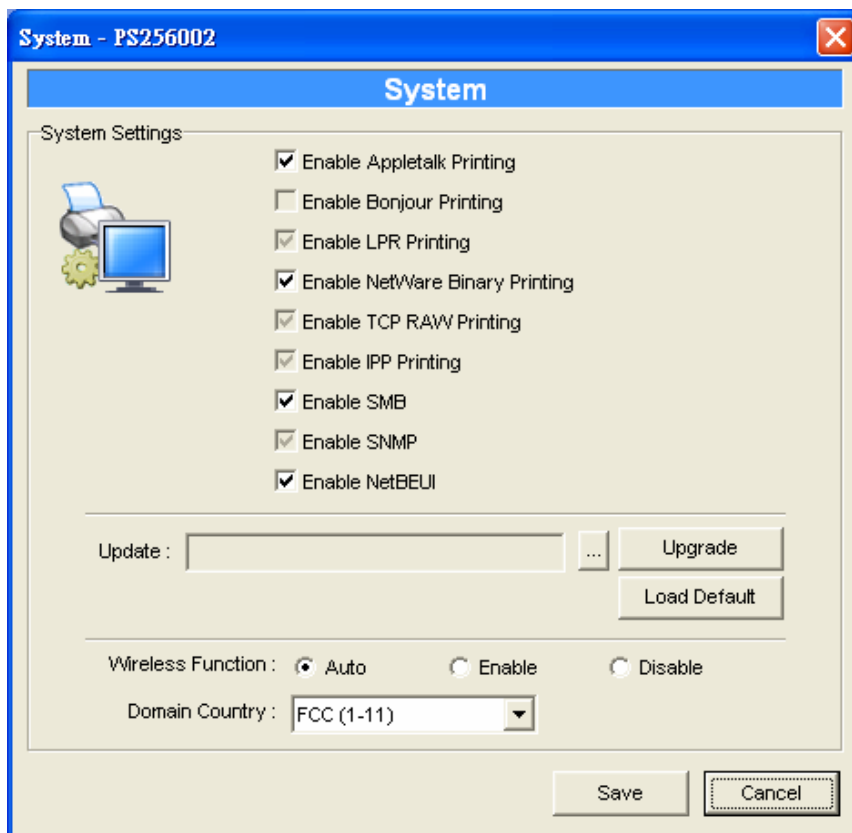 System - PS256002
System
System Settings
Enable Appletalk Printing
Enable Bonjour Printing
Enable LPR Printing
Enable NetWare Binary Printing
Enable TCP RAW Printing
Enable IPP Printing
Enable SMB
Enable SNMP
Enable NetBEUI
Update : ... Upgrade
Load Default
Wireless Function : Auto Enable Disable
Domain Country : FCC (1-11)
Save Cancel